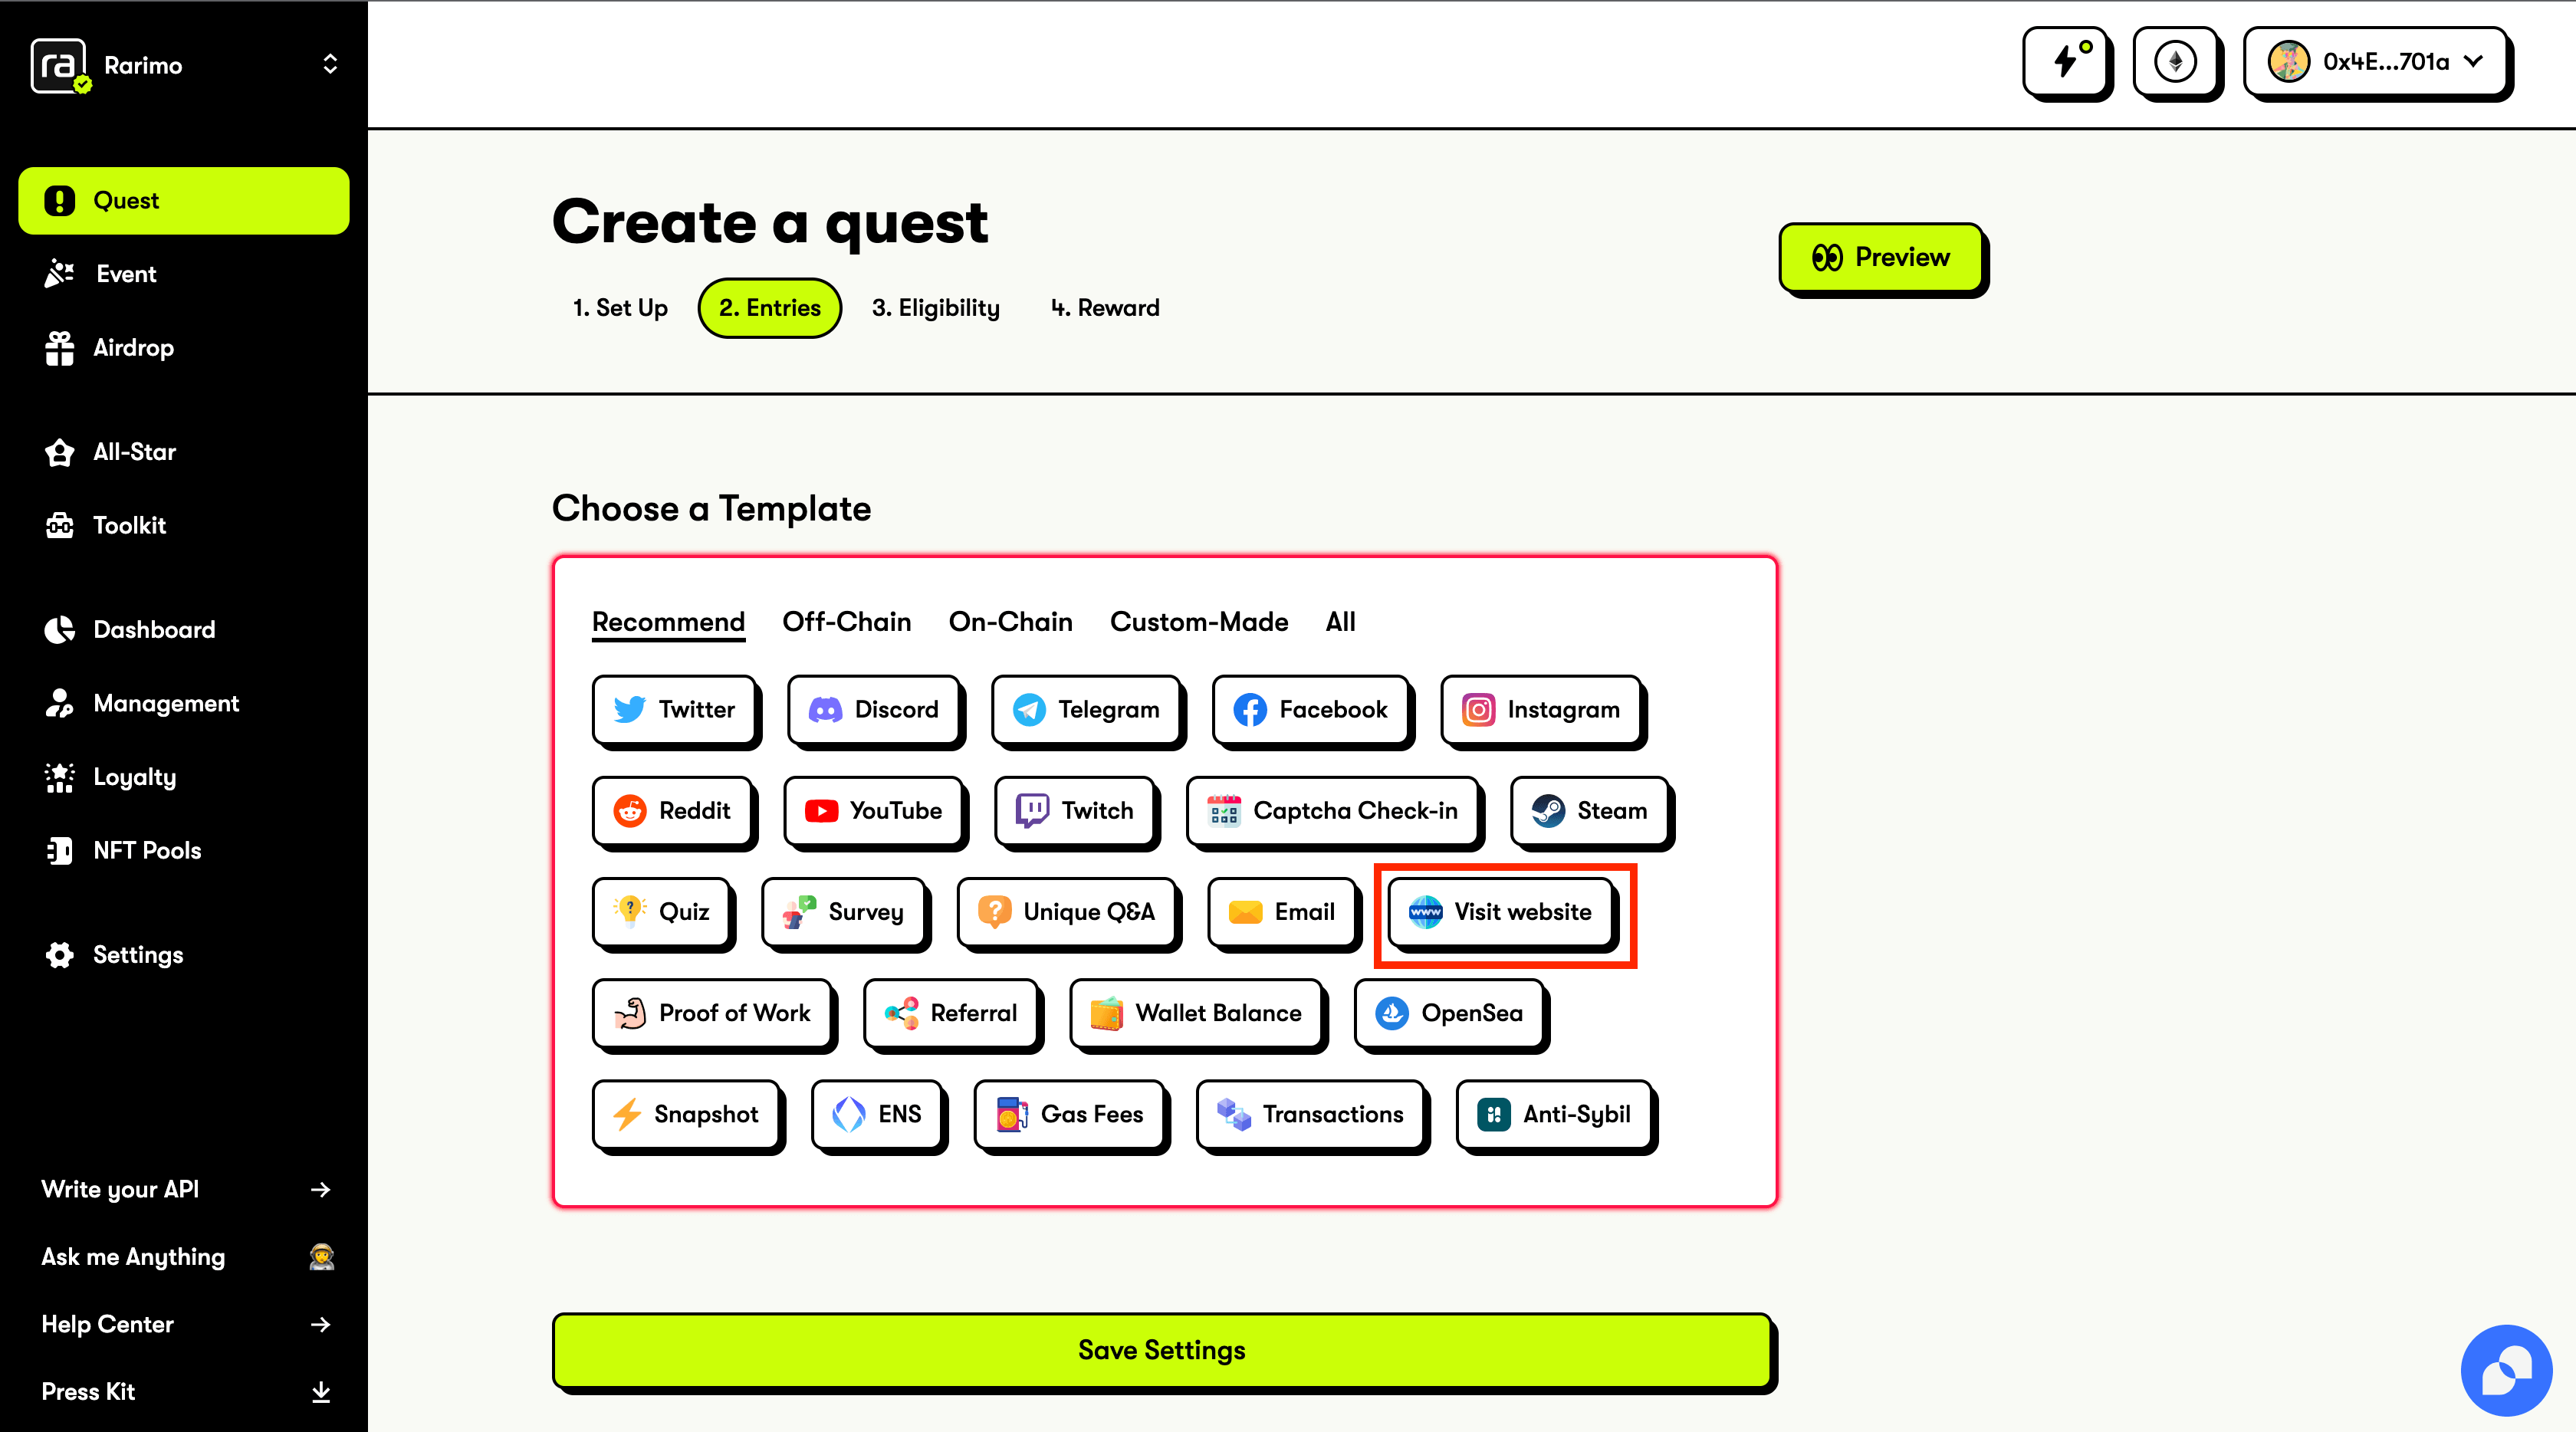 ra Rarimo
0x4E...701a
Quest
Event
Airdrop
All-Star
Toolkit
Dashboard
Management
Loyalty
NFT Pools
Settings
Write your API
Ask me Anything
Help Center
Press Kit
Create a quest
Preview
1. Set Up 2. Entries 3. Eligibility 4. Reward
Choose a Template
Recommend Off-Chain On-Chain Custom-Made All
Twitter Discord Telegram Facebook Instagram
Reddit YouTube Twitch Captcha Check-in Steam
Quiz Survey Unique Q&A Email www Visit website
Proof of Work Referral Wallet Balance OpenSea
Snapshot ENS Gas Fees Transactions Anti-Sybil
Save Settings